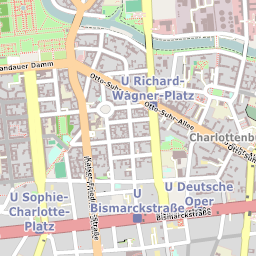 andauer Damm
Otto-Suhr-Allee
U Richard-
Wagner-Platz
Otto-Suhr-Allee
Charlottenbu
Kaiser-Friedrich-Straße
U Sophie-
Charlotte-
Platz
U
Bismarckstraße
U Deutsche
Oper
Bismarckstraße